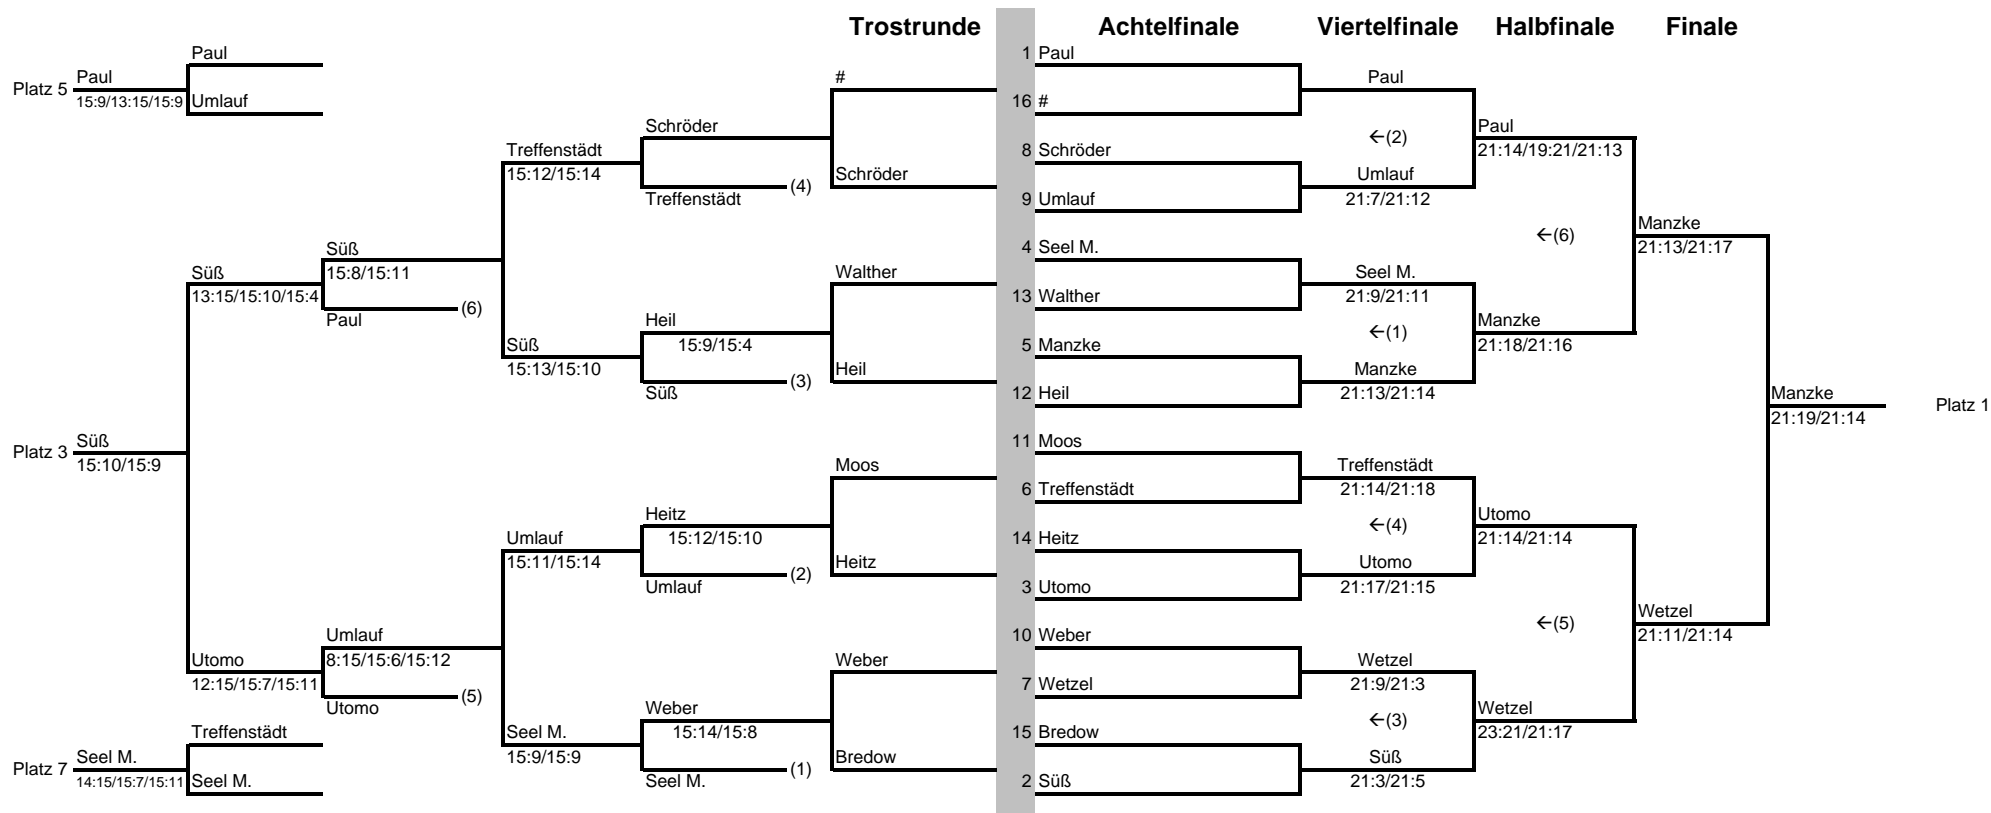 Trostrunde
Achtelfinale
Viertelfinale
Halbfinale
Finale
Platz 5
Paul
15:9/13:15/15:9
Paul
Umlauf
Platz 3
Süß
15:10/15:9
Süß
13:15/15:10/15:4
Utomo
12:15/15:7/15:11
Platz 7
Seel M.
14:15/15:7/15:11
Treffenstädt
Seel M.
Süß
15:8/15:11
Paul
(6)
Umlauf
8:15/15:6/15:12
Utomo
(5)
Treffenstädt
15:12/15:14
Süß
15:13/15:10
Umlauf
15:11/15:14
Seel M.
15:9/15:9
Schröder
Treffenstädt
(4)
Heil
15:9/15:4
Süß
(3)
Heitz
15:12/15:10
Umlauf
(2)
Weber
15:14/15:8
Seel M.
(1)
#
Schröder
Walther
Heil
Moos
Heitz
Weber
Bredow
1 Paul
16 #
8 Schröder
9 Umlauf
4 Seel M.
13 Walther
5 Manzke
12 Heil
11 Moos
6 Treffenstädt
14 Heitz
3 Utomo
10 Weber
7 Wetzel
15 Bredow
2 Süß
Paul
←(2)
Umlauf
21:7/21:12
Seel M.
21:9/21:11
←(1)
Manzke
21:13/21:14
Treffenstädt
21:14/21:18
←(4)
Utomo
21:17/21:15
Wetzel
21:9/21:3
←(3)
Süß
21:3/21:5
Paul
21:14/19:21/21:13
←(6)
Manzke
21:18/21:16
Utomo
21:14/21:14
←(5)
Wetzel
23:21/21:17
Manzke
21:13/21:17
Wetzel
21:11/21:14
Manzke
21:19/21:14
Platz 1